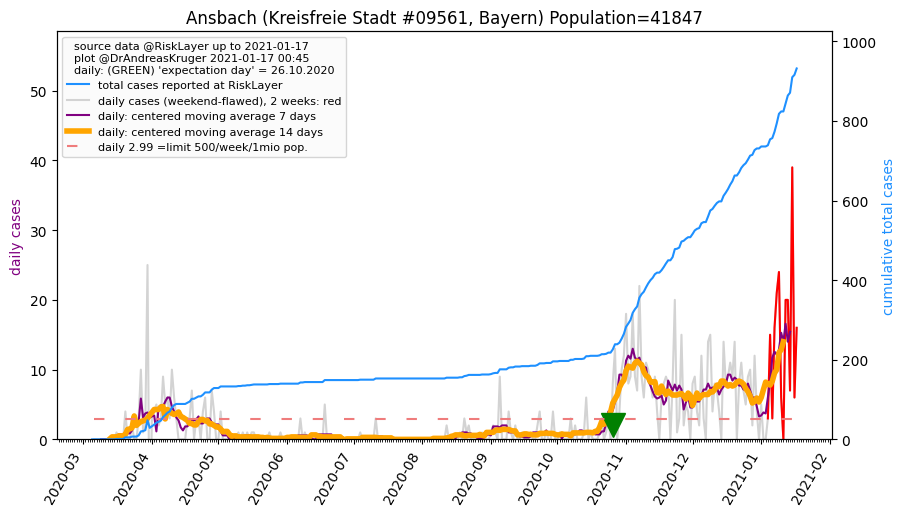 Ansbach (Kreisfreie Stadt #09561, Bayern) Population=41847
source data @RiskLayer up to 2021-01-17
plot @DrAndreasKruger 2021-01-17 00:45
daily: (GREEN) 'expectation day' = 26.10.2020
total cases reported at RiskLayer
daily cases (weekend-flawed), 2 weeks: red
daily: centered moving average 7 days
daily: centered moving average 14 days
daily 2.99 =limit 500/week/1mio pop.
daily cases
50
40
30
20
10
0
cumulative total cases
1000
800
600
400
200
0
2020-03
2020-04
2020-05
2020-06
2020-07
2020-08
2020-09
2020-10
2020-11
2020-12
2021-01
2021-02